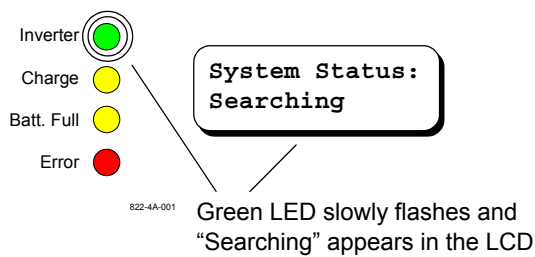 Inverter
Charge
Batt. Full
Error
System Status:
Searching
822-4A-001
Green LED slowly flashes and
“Searching” appears in the LCD